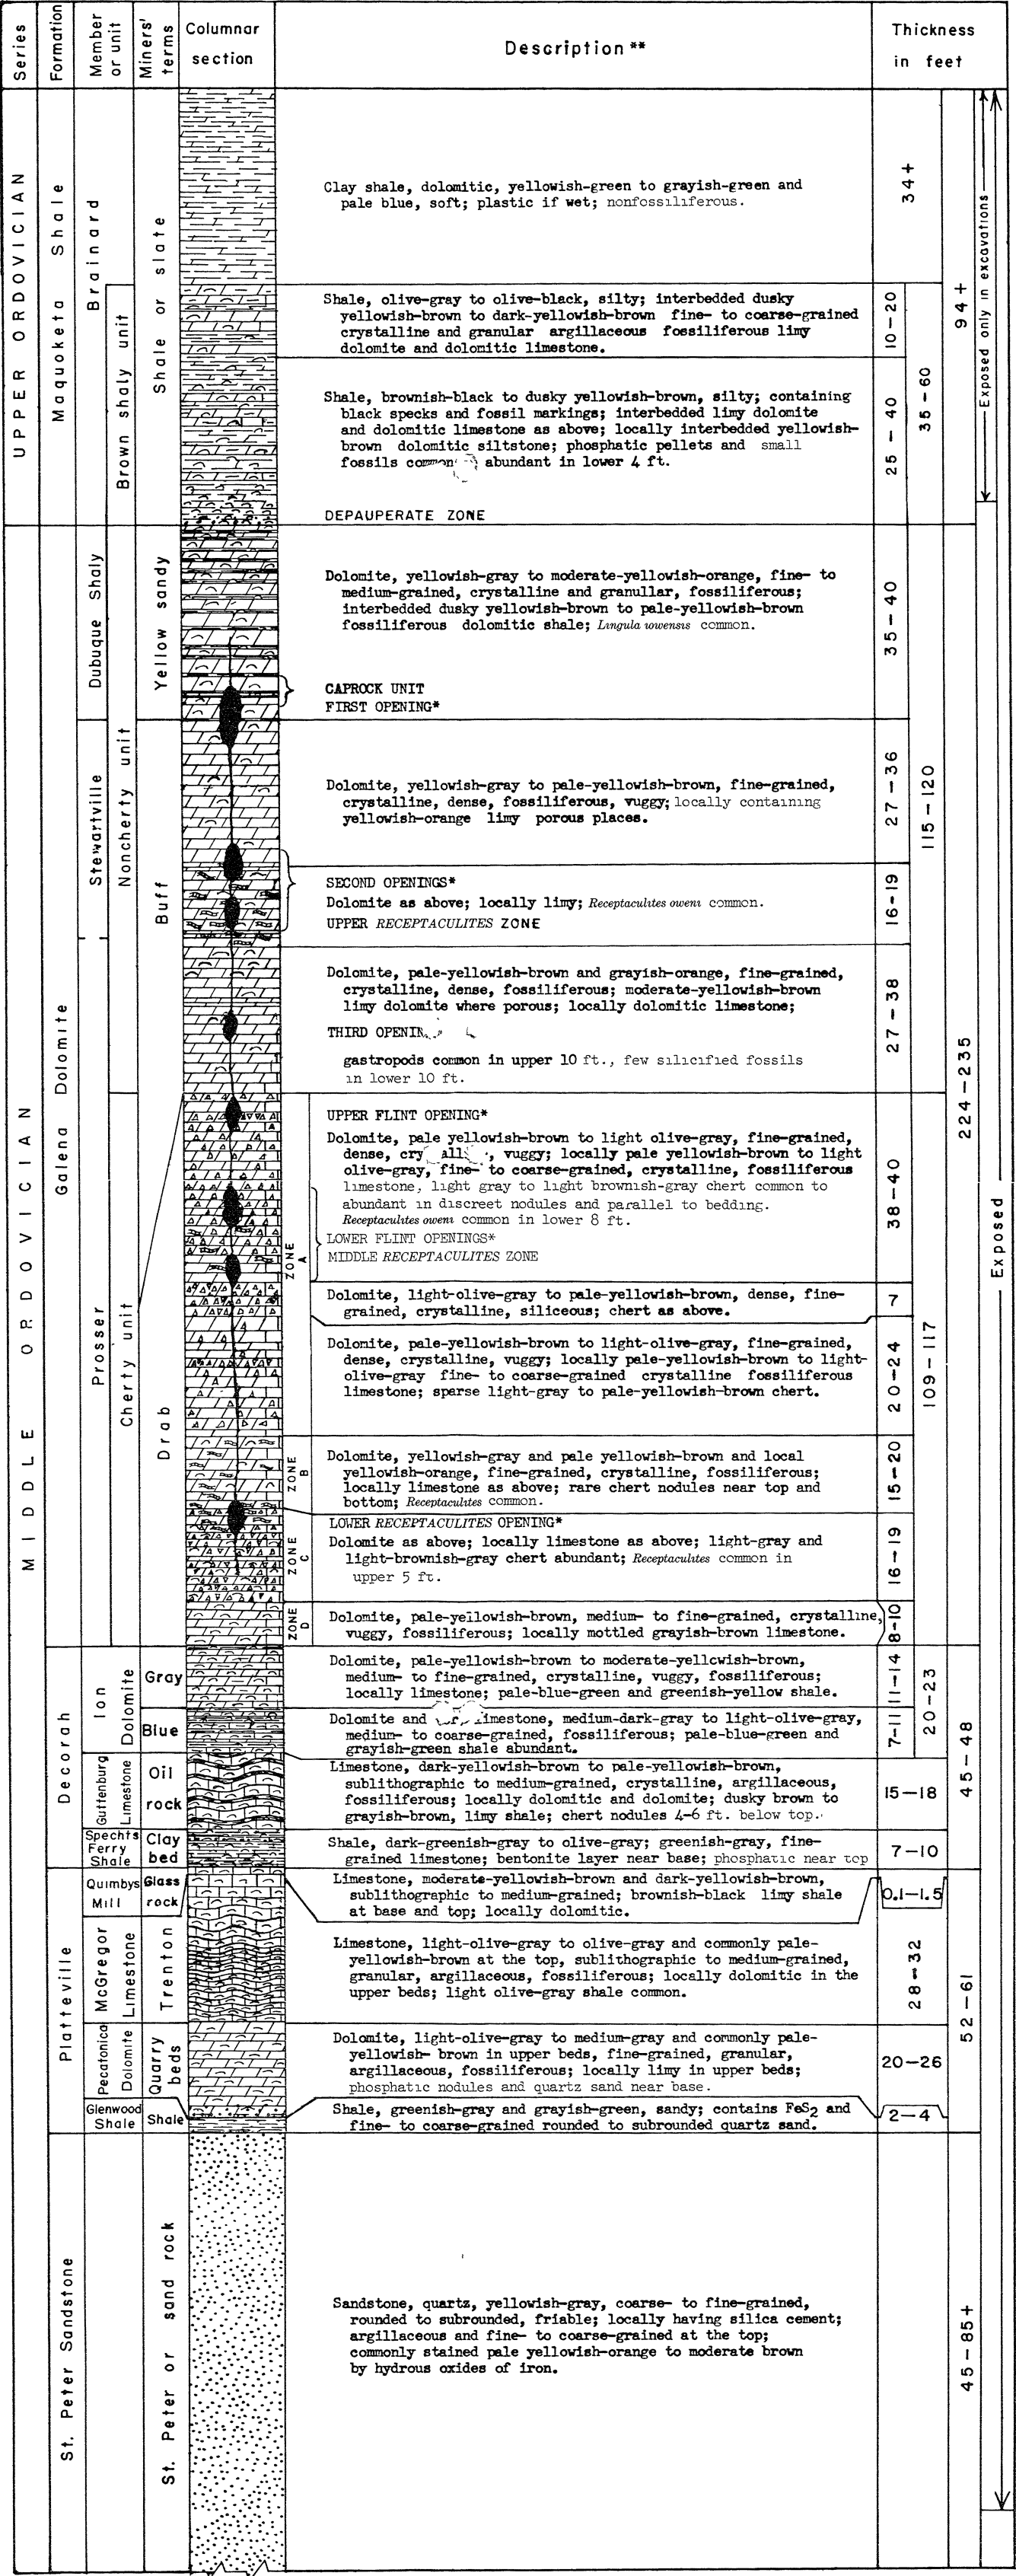 Series
Formation
Member
or unit
Miners'
terms
Columnar
section
Description **
Thickness
in feet
UPPER ORDOVICIAN
Maquoketa Shale
Brainard
Brown shaly unit
Shale or slate
Clay shale, dolomitic, yellowish-green to grayish-green and
pale blue, soft; plastic if wet; nonfossiliferous.
34+
Shale, olive-gray to olive-black, silty; interbedded dusky
yellowish-brown to dark-yellowish-brown fine- to coarse-grained
crystalline and granular argillaceous fossiliferous limy
dolomite and dolomitic limestone.
10-20
Shale, brownish-black to dusky yellowish-brown, silty; containing
black specks and fossil markings; interbedded limy dolomite
and dolomitic limestone as above; locally interbedded yellowish-
brown dolomitic siltstone; phosphatic pellets and small
fossils common abundant in lower 4 ft.
25-40
35-60
94+
Exposed only in excavations
DEPAUPERATE ZONE
MIDDLE ORDOVICIAN
Galena Dolomite
Dubuque Shaly
Yellow sandy
Dolomite, yellowish-gray to moderate-yellowish-orange, fine- to
medium-grained, crystalline and granullar, fossiliferous;
interbedded dusky yellowish-brown to pale-yellowish-brown
fossiliferous dolomitic shale; Lingula iowensis common.
35-40
CAPROCK UNIT
FIRST OPENING*
Stewartville
Noncherty unit
Buff
Dolomite, yellowish-gray to pale-yellowish-brown, fine-grained,
crystalline, dense, fossiliferous, vuggy; locally containing
yellowish-orange limy porous places.
27-36
115-120
SECOND OPENINGS*
Dolomite as above; locally limy; Receptaculites oweni common.
UPPER RECEPTACULITES ZONE
16-19
Dolomite, pale-yellowish-brown and grayish-orange, fine-grained,
crystalline, dense, fossiliferous; moderate-yellowish-brown
limy dolomite where porous; locally dolomitic limestone;
THIRD
gastropods common in upper 10 ft., few silicified fossils
in lower 10 ft.
27-38
224-235
Prosser
Cherty unit
Drab
ZONE A
UPPER FLINT OPENING*
Dolomite, pale yellowish-brown to light olive-gray, fine-grained,
dense, vuggy; locally pale yellowish-brown to light
olive-gray, fine- to coarse-grained, crystalline, fossiliferous
limestone, light gray to light brownish-gray chert common to
abundant in discreet nodules and parallel to bedding.
Receptaculites oweni common in lower 8 ft.
LOWER FLINT OPENINGS*
MIDDLE RECEPTACULITES ZONE
38-40
Exposed
Dolomite, light-olive-gray to pale-yellowish-brown, dense, fine-
grained, crystalline, siliceous; chert as above.
7
Dolomite, pale-yellowish-brown to light-olive-gray, fine-grained,
dense, crystalline, vuggy; locally pale-yellowish-brown to light-
olive-gray fine- to coarse-grained crystalline fossiliferous
limestone; sparse light-gray to pale-yellowish-brown chert.
20-24
109-117
ZONE B
Dolomite, yellowish-gray and pale yellowish-brown and local
yellowish-orange, fine-grained, crystalline, fossiliferous;
locally limestone as above; rare chert nodules near top and
bottom; Receptaculites common.
15-20
ZONE C
LOWER RECEPTACULITES OPENING*
Dolomite as above; locally limestone as above; light-gray and
light-brownish-gray chert abundant; Receptaculites common in
upper 5 ft.
16-19
ZONE D
Dolomite, pale-yellowish-brown, medium- to fine-grained, crystalline,
vuggy, fossiliferous; locally mottled grayish-brown limestone.
8-10
Decorah
Ion Dolomite
Gray
Dolomite, pale-yellowish-brown to moderate-yellowish-brown,
medium- to fine-grained, crystalline, vuggy, fossiliferous;
locally limestone; pale-blue-green and greenish-yellow shale.
11-14
20-23
45-48
Blue
Dolomite and limestone, medium-dark-gray to light-olive-gray,
medium- to coarse-grained, fossiliferous; pale-blue-green and
grayish-green shale abundant.
7-11
Guttenburg
Limestone
Oil
rock
Limestone, dark-yellowish-brown to pale-yellowish-brown,
sublithographic to medium-grained, crystalline, argillaceous,
fossiliferous; locally dolomitic and dolomite; dusky brown to
grayish-brown, limy shale; chert nodules 4-6 ft. below top.
15-18
Spechts
Ferry
Shale
Clay
bed
Shale, dark-greenish-gray to olive-gray; greenish-gray, fine-
grained limestone; bentonite layer near base; phosphatic near top
7-10
Platteville
Quimbys
Mill
Glass
rock
Limestone, moderate-yellowish-brown and dark-yellowish-brown,
sublithographic to medium-grained; brownish-black limy shale
at base and top; locally dolomitic.
0.1-1.5
McGregor
Limestone
Trenton
Limestone, light-olive-gray to olive-gray and commonly pale-
yellowish-brown at the top, sublithographic to medium-grained,
granular, argillaceous, fossiliferous; locally dolomitic in the
upper beds; light olive-gray shale common.
28-32
52-61
Pecatonica
Dolomite
Quarry
beds
Dolomite, light-olive-gray to medium-gray and commonly pale-
yellowish- brown in upper beds, fine-grained, granular,
argillaceous, fossiliferous; locally limy in upper beds;
phosphatic nodules and quartz sand near base.
20-26
Glenwood
Shale
Shale
Shale, greenish-gray and grayish-green, sandy; contains FeS2 and
fine- to coarse-grained rounded to subrounded quartz sand.
2-4
St. Peter Sandstone
St. Peter or sand rock
Sandstone, quartz, yellowish-gray, coarse- to fine-grained,
rounded to subrounded, friable; locally having silica cement;
argillaceous and fine- to coarse-grained at the top;
commonly stained pale yellowish-orange to moderate brown
by hydrous oxides of iron.
45-85+